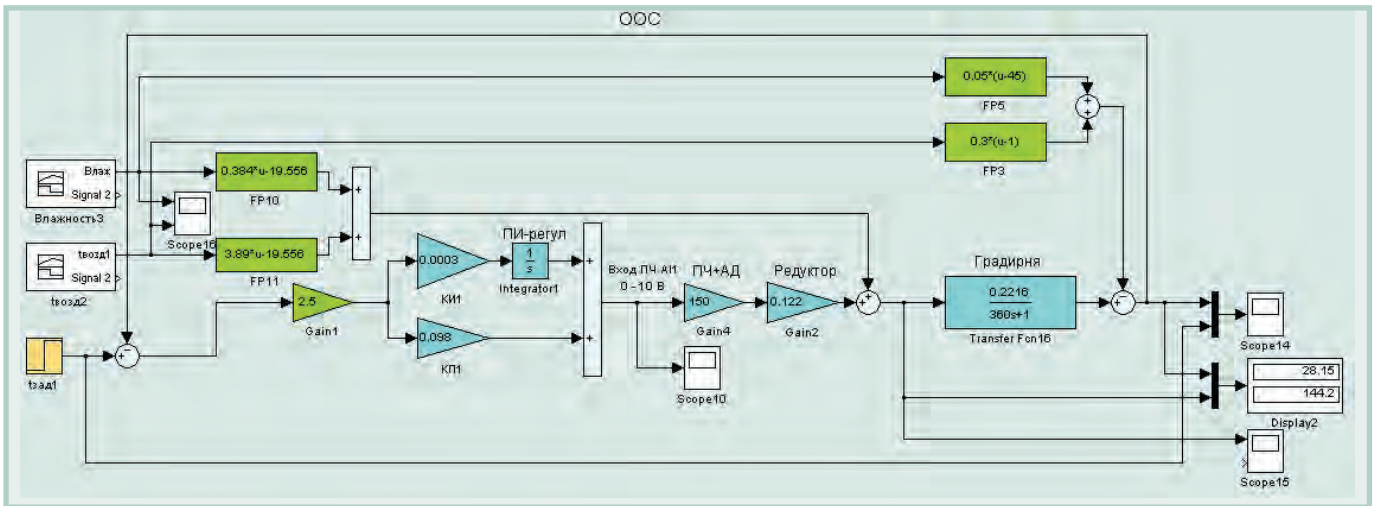 ООС
0.05*(u-45)
FP5
0.3*(u-1)
FP3
Влаж
Signal 2
Влажность3
0.384*u-19.556
FP10
Scope16
tвозд1
Signal 2
tвозд2
3.89*u-19.556
FP11
2.5
Gain1
0.0003
КИ1
ПИ-регул
1
s
Integrator1
0.098
КП1
Вход ПЧ AI1
0 -10 В
ПЧ+АД
150
Gain4
Редуктор
0.122
Gain2
Scope10
Градирня
0.2216
360s+1
Transfer Fcn16
tзад1
Scope14
28.15
144.2
Display2
Scope15